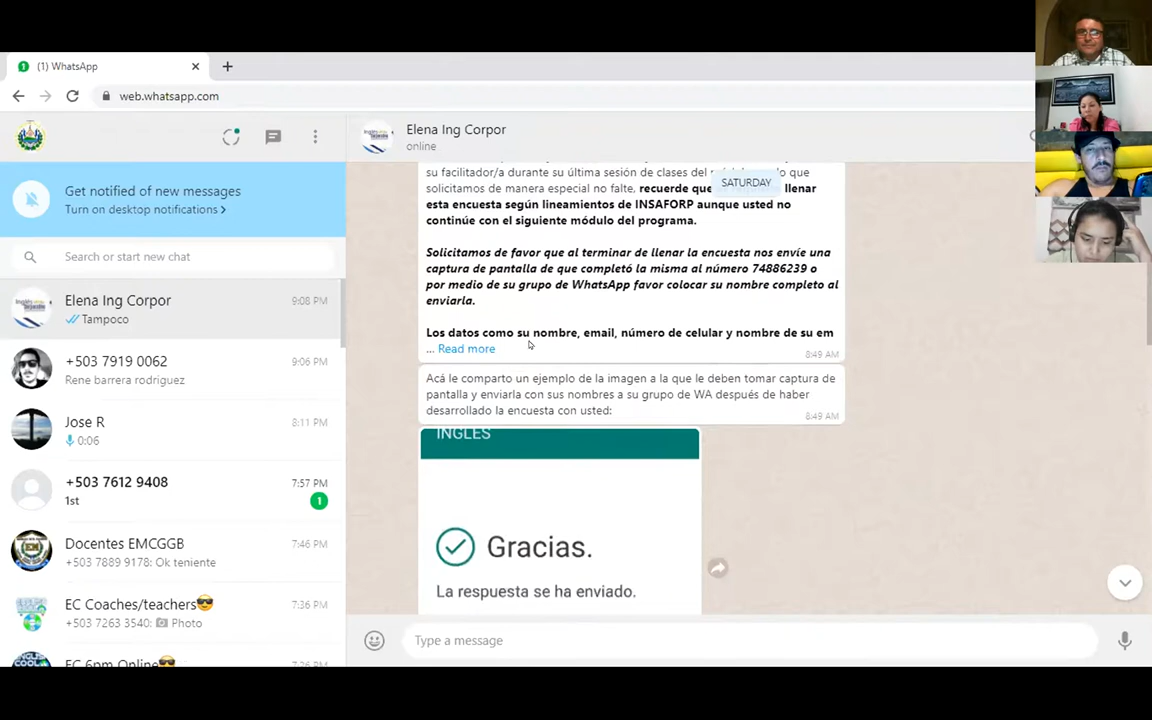 (1) WhatsApp
web.whatsapp.com
Elena Ing Corpor
online
Get notified of new messages
Turn on desktop notifications >
Search or start new chat
Elena Ing Corpor
9:08 PM
Tampoco
+503 7919 0062
9:06 PM
Rene barrera rodriguez
Jose R
8:11 PM
0:06
+503 7612 9408
7:57 PM
1st
1
Docentes EMCGGB
7:46 PM
+503 7889 9178: Ok teniente
EC Coaches/teachers😎
7:36 PM
+503 7263 3540: Photo
EC 6pm Online😎
7:26 PM
SATURDAY
su facilitador/a durante su última sesión de clases del que
solicitamos de manera especial no falte, recuerde que llenar
esta encuesta según lineamientos de INSAFORP aunque usted no
continúe con el siguiente módulo del programa.
Solicitamos de favor que al terminar de llenar la encuesta nos envíe una
captura de pantalla de que completó la misma al número 74886239 o
por medio de su grupo de WhatsApp favor colocar su nombre completo al
enviarla.
Los datos como su nombre, email, número de celular y nombre de su em
... Read more
8:49 AM
Acá le comparto un ejemplo de la imagen a la que le deben tomar captura de
pantalla y enviarla con sus nombres a su grupo de WA después de haber
desarrollado la encuesta con usted:
8:49 AM
INGLES
Gracias.
La respuesta se ha enviado.
Type a message